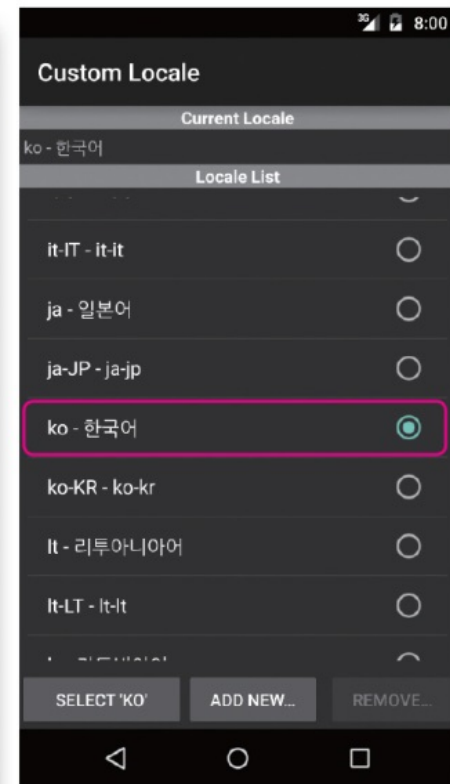 3G 8:00
Custom Locale
Current Locale
ko - 한국어
Locale List
it-IT - it-it
ja - 일본어
ja-JP - ja-jp
ko - 한국어
ko-KR - ko-kr
lt - 리투아니아어
lt-LT - lt-lt
SELECT 'KO' ADD NEW... REMOVE...